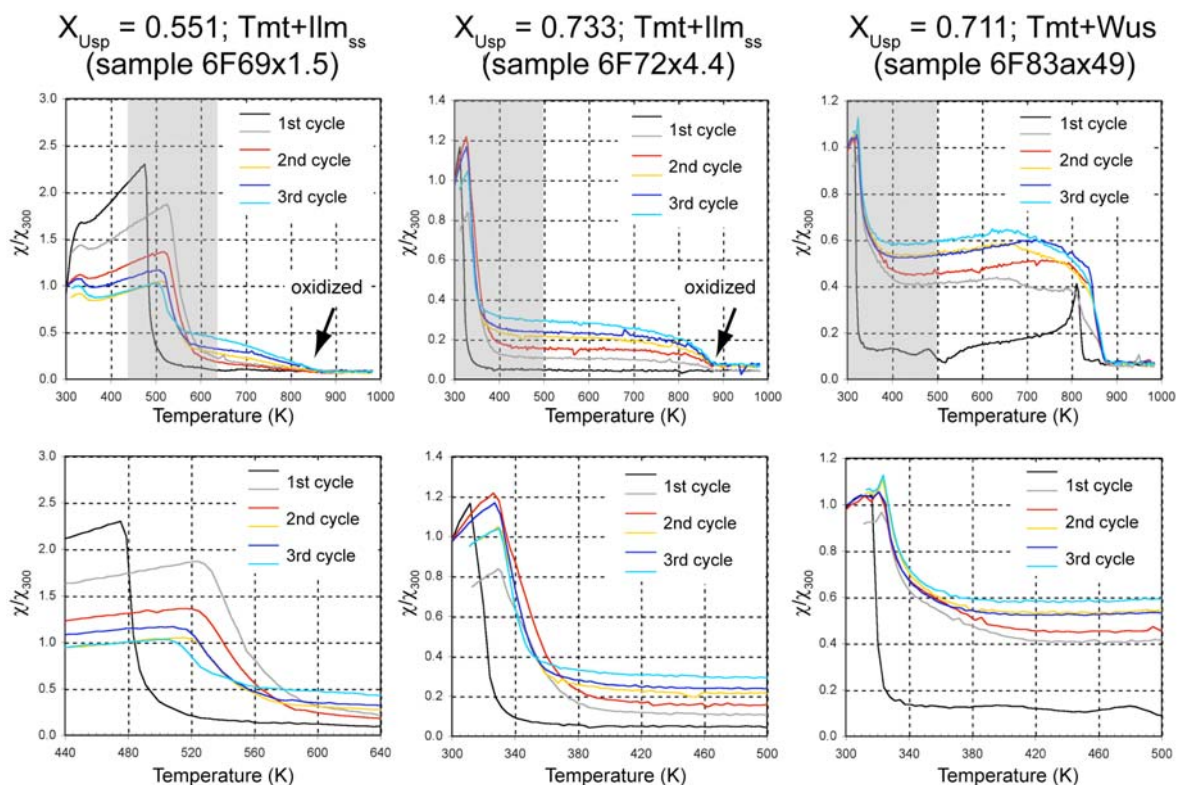 X_Usp = 0.551; Tmt+Ilm_ss
(sample 6F69x1.5)
X_Usp = 0.733; Tmt+Ilm_ss
(sample 6F72x4.4)
X_Usp = 0.711; Tmt+Wus
(sample 6F83ax49)
3.0
2.5
2.0
1.5
1.0
0.5
0.0
χ/χ300
1st cycle
2nd cycle
3rd cycle
oxidized
300 400 500 600 700 800 900 1000
Temperature (K)
1.4
1.2
1.0
0.8
0.6
0.4
0.2
0.0
1st cycle
2nd cycle
3rd cycle
oxidized
300 400 500 600 700 800 900 1000
Temperature (K)
1.2
1.0
0.8
0.6
0.4
0.2
0.0
1st cycle
2nd cycle
3rd cycle
300 400 500 600 700 800 900 1000
Temperature (K)
3.0
2.5
2.0
1.5
1.0
0.5
0.0
χ/χ300
1st cycle
2nd cycle
3rd cycle
440 480 520 560 600 640
Temperature (K)
1.4
1.2
1.0
0.8
0.6
0.4
0.2
0.0
1st cycle
2nd cycle
3rd cycle
300 340 380 420 460 500
Temperature (K)
1.2
1.0
0.8
0.6
0.4
0.2
0.0
1st cycle
2nd cycle
3rd cycle
300 340 380 420 460 500
Temperature (K)